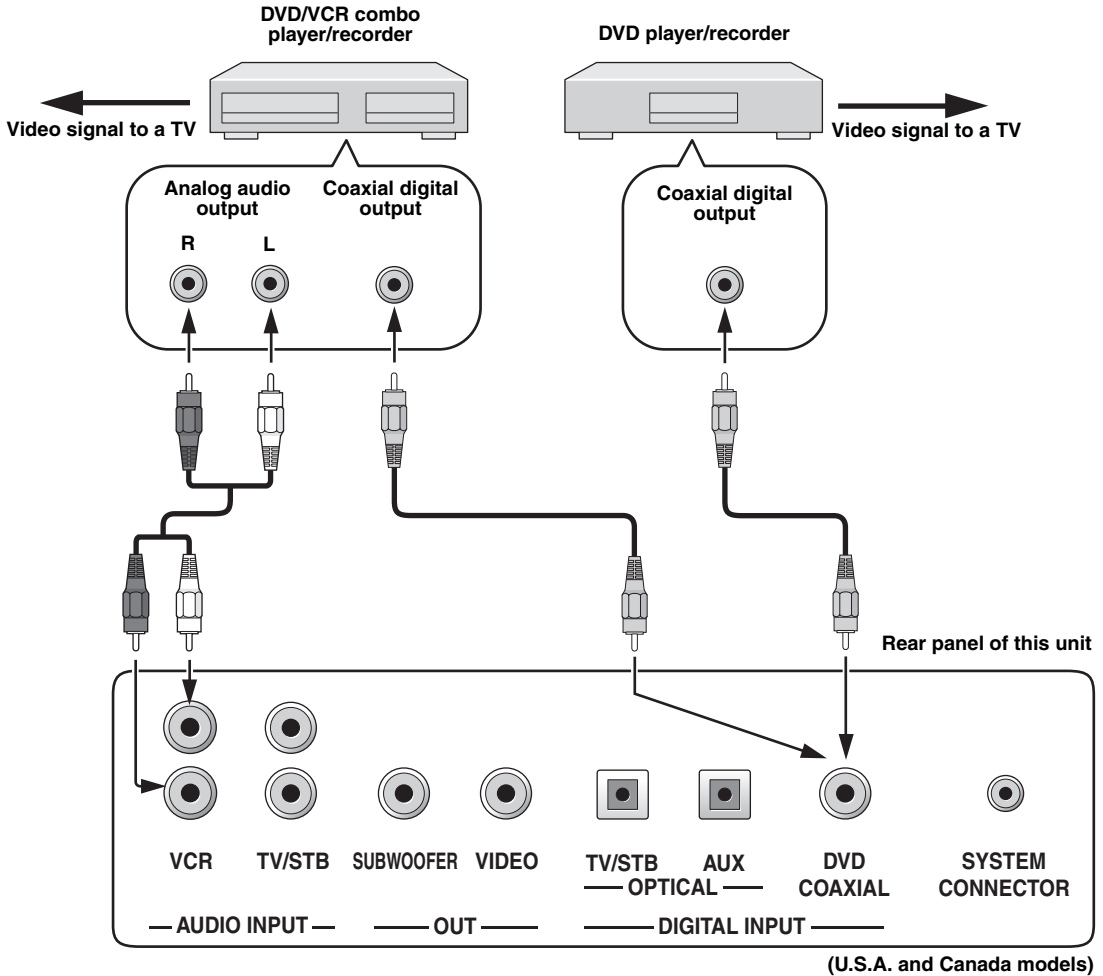 DVD/VCR combo
player/recorder
DVD player/recorder
Video signal to a TV
Video signal to a TV
Analog audio
output
Coaxial digital
output
R
L
Coaxial digital
output
Rear panel of this unit
VCR
TV/STB
SUBWOOFER
VIDEO
TV/STB
AUX
OPTICAL
DVD
COAXIAL
SYSTEM
CONNECTOR
AUDIO INPUT
OUT
DIGITAL INPUT
(U.S.A. and Canada models)